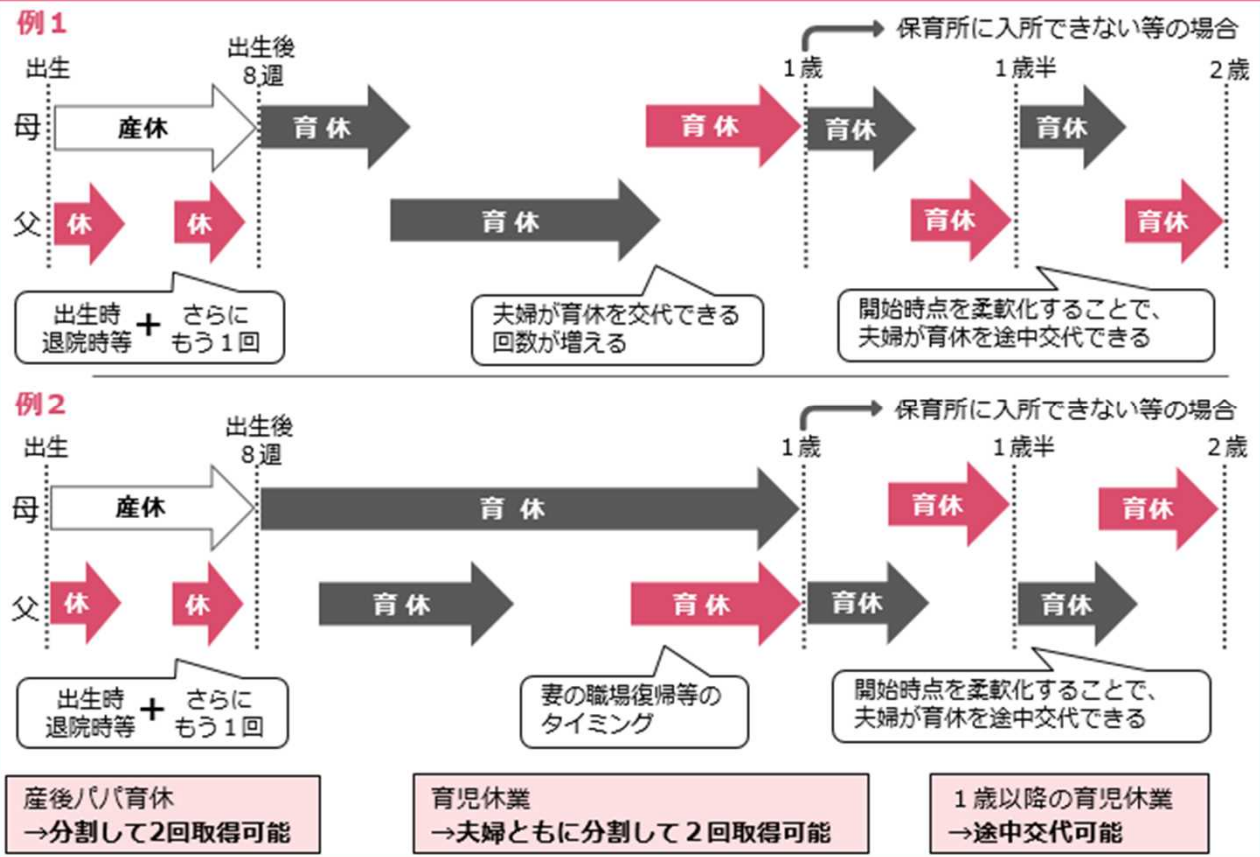 例1
保育所に入所できない等の場合
出生
出生後
8週
1歳
1歳半
2歳
母
産休
育休
育休
育休
育休
父
休
休
育休
育休
育休
出生時
退院時等
+
さらに
もう1回
夫婦が育休を交代できる
回数が増える
開始時点を柔軟化することで、
夫婦が育休を途中交代できる
例2
保育所に入所できない等の場合
出生
出生後
8週
1歳
1歳半
2歳
母
産休
育休
育休
育休
父
休
休
育休
育休
育休
育休
出生時
退院時等
+
さらに
もう1回
妻の職場復帰等の
タイミング
開始時点を柔軟化することで、
夫婦が育休を途中交代できる
産後パパ育休
→分割して2回取得可能
育児休業
→夫婦ともに分割して2回取得可能
1歳以降の育児休業
→途中交代可能